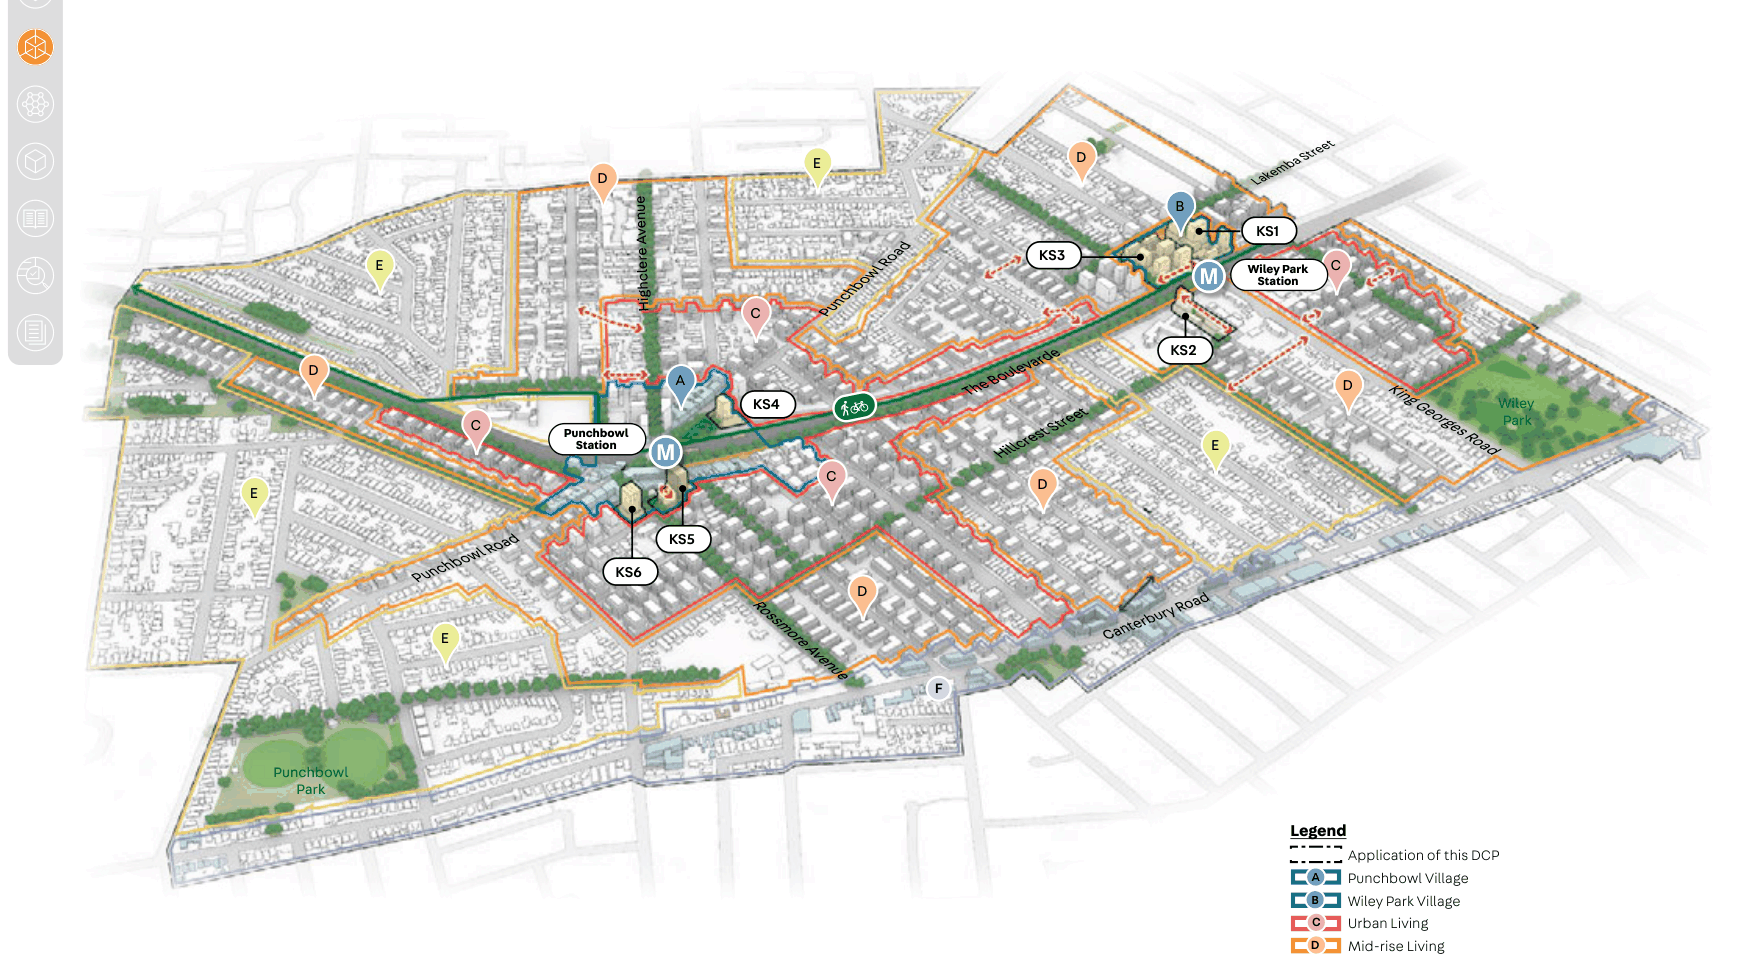 E
D
D
Lakemba Street
B
Highclere Avenue
KS1
KS3
Punchbowl Road
E
Wiley Park
Station
M
C
C
KS2
D
A
The Boulevarde
D
King Georges Road
KS4
Wiley
Park
C
Punchbowl
Station
Hillcrest Street
E
M
C
D
E
KS5
Punchbowl Road
KS6
D
Rossmore Avenue
Canterbury Road
E
F
Punchbowl
Park
Legend
Application of this DCP
A Punchbowl Village
B Wiley Park Village
C Urban Living
D Mid-rise Living